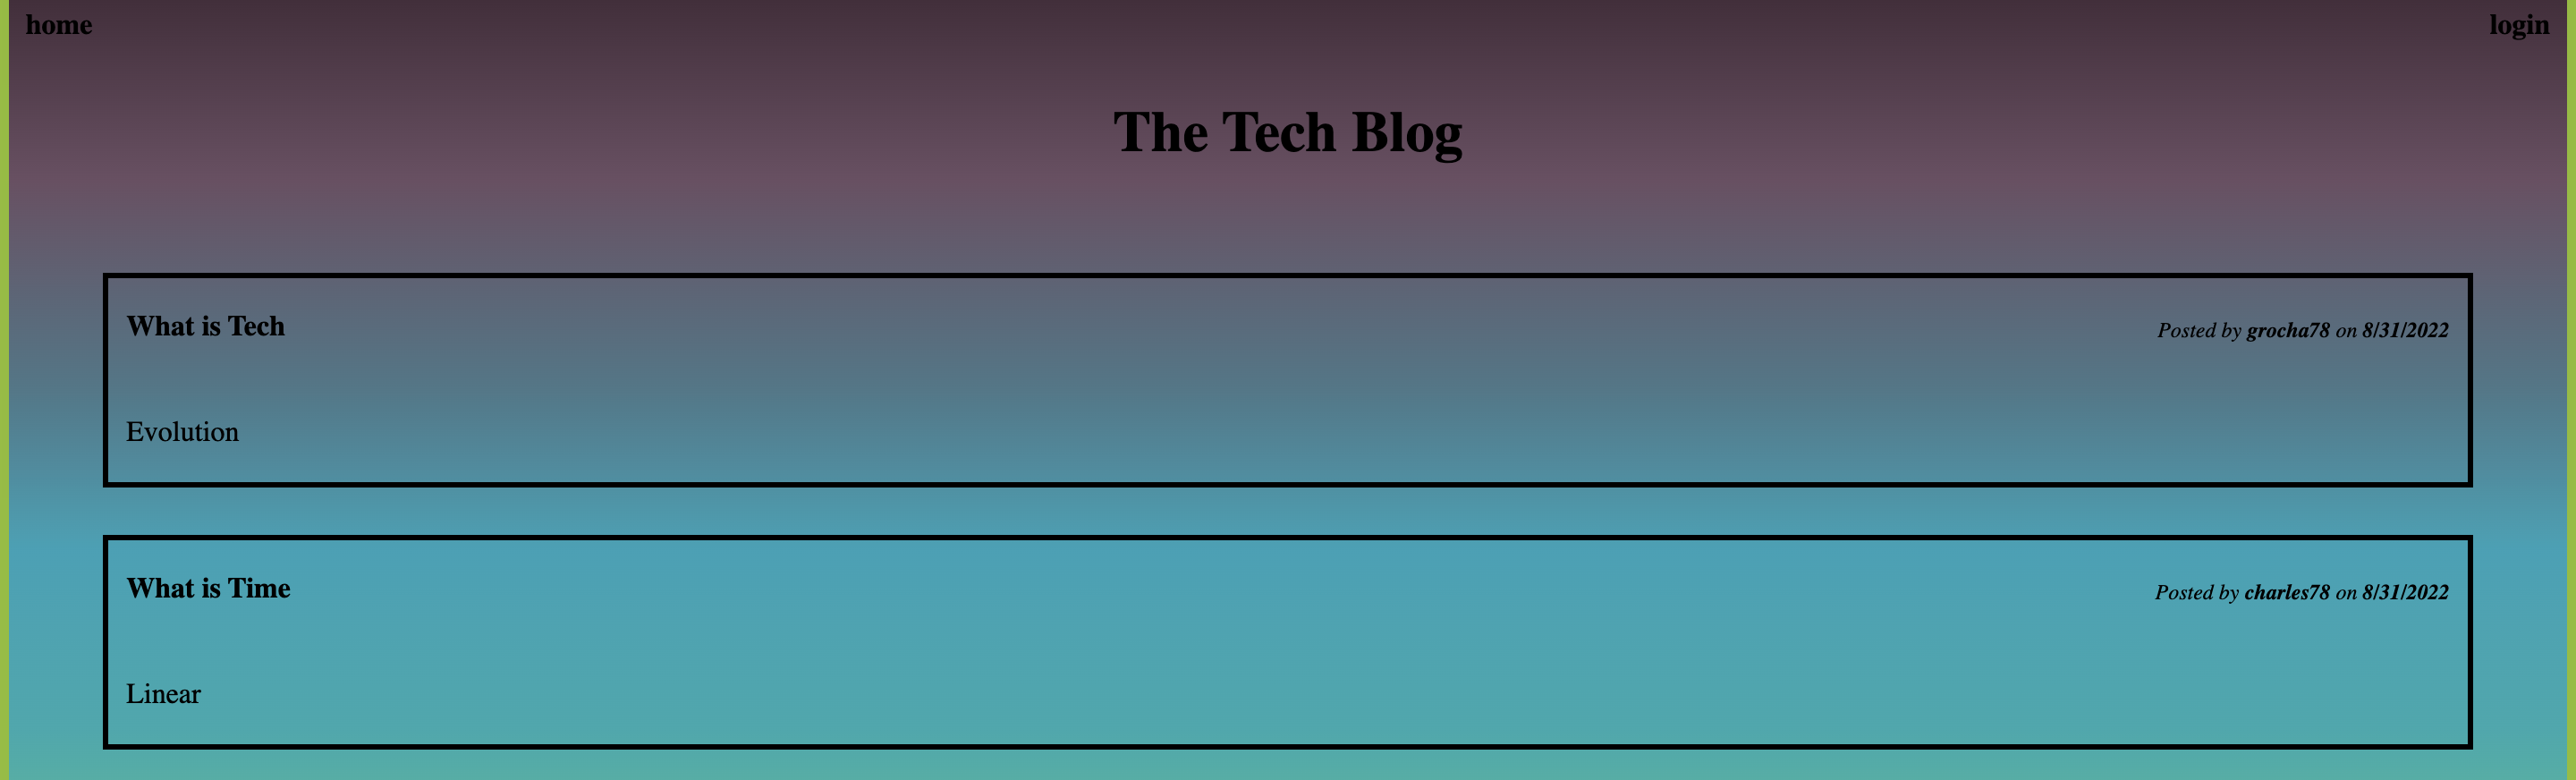 home login
The Tech Blog
What is Tech Posted by grocha78 on 8/31/2022
Evolution
What is Time Posted by charles78 on 8/31/2022
Linear